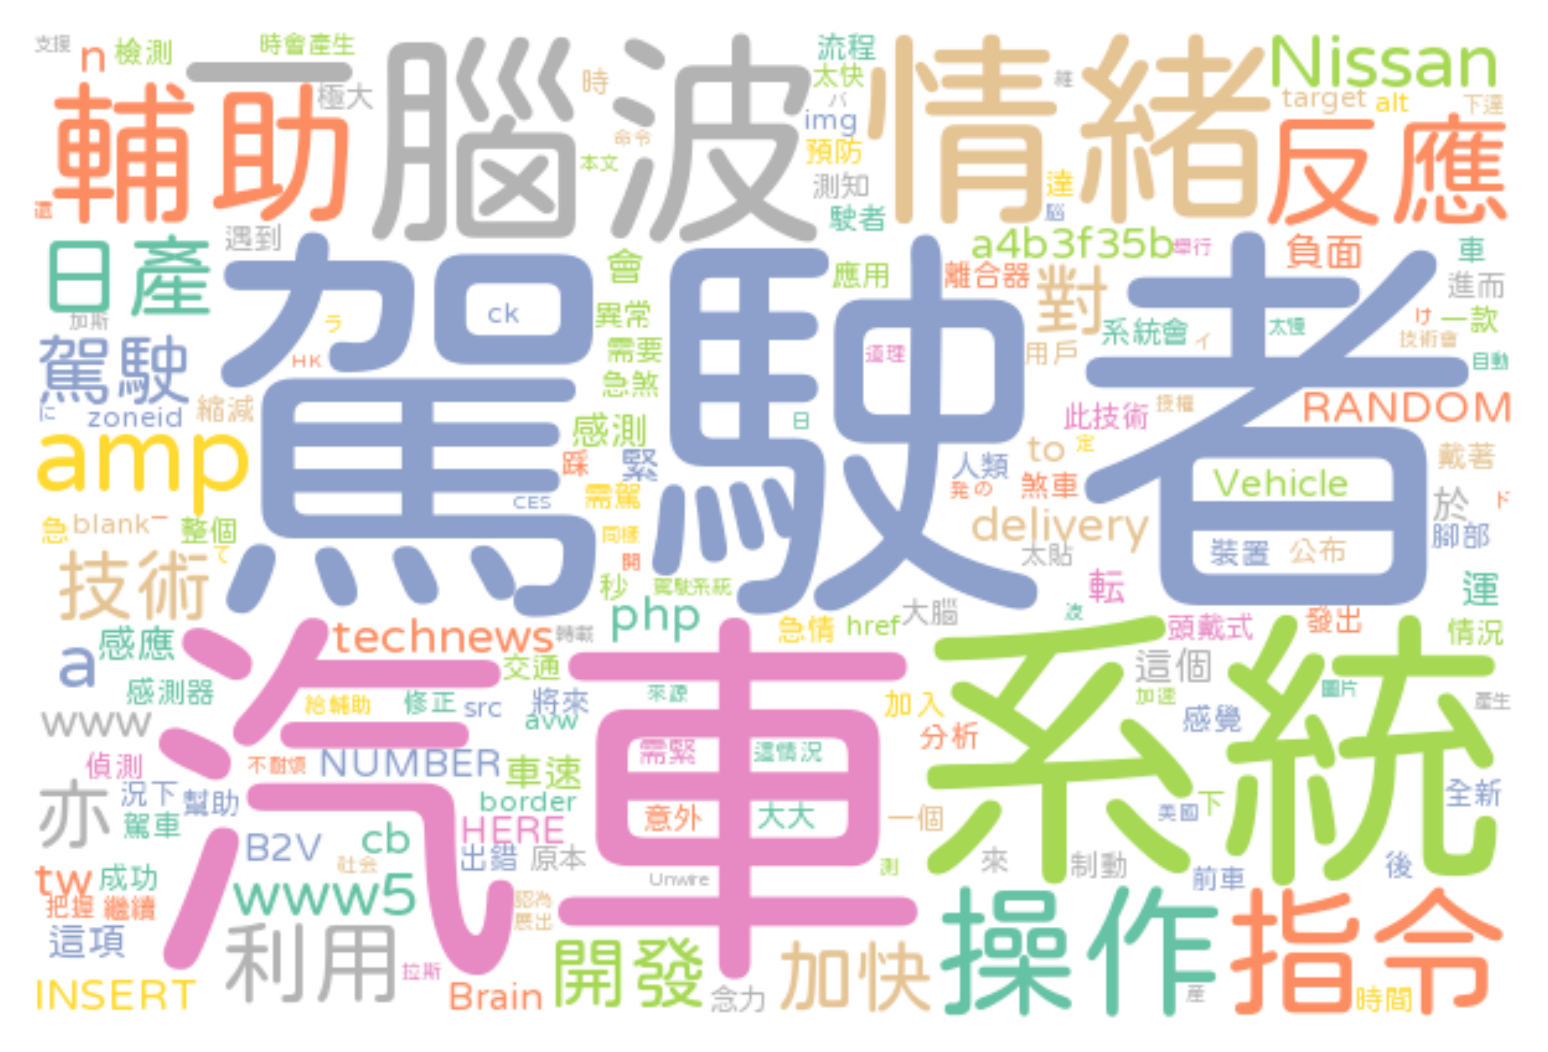 支援
n
檢測
時會產生
一
極大
輔助
腦波
時
命令
本文
流程
太快
バ
img
預防
測知
駛者
情緒
維
達
腦
Nissan
target
alt
下達
反應
還
日產
遇到
加斯
駕駛
に
zoneid
縮減
amp
駕駛者
ck
ラ
HK
CES
會
異常
需要
急煞
感測
踩
緊
需駕
同樣
開
秒
駕駛系統
應用
道理
日
離合器
a4b3f35b
舉行
對
用戶
系統會
イ
此技術
授權
to
定
人類
発の
煞車
delivery
太貼
負面
車
進而
け
一款
太慢
技術會
自動
RANDOM
戴著
Vehicle
於
ド
腳部
裝置
公布
急
blank
ー
整個
て
技術
転
運
波
頭戴式
發出
情況
a
感應
感測器
www
偵測
亦
況下
幫助
駕車
technews
轉載
php
急情
href
大腦
汽車
交通
給輔助
修正
src
將來
avw
來源
不耐煩
NUMBER
車速
border
HERE
需緊
這情況
意外
大大
加入
分析
一個
系統
這個
加速
感覺
圖片
產生
美國
下
全新
B2V
cb
社会
出錯
原本
Unwire
測
來
制動
前車
後
tw
成功
把握
繼續
www5
認為
展出
這項
利用
拉斯
INSERT
Brain
開發
念力
加快
操作
産
指令
時間